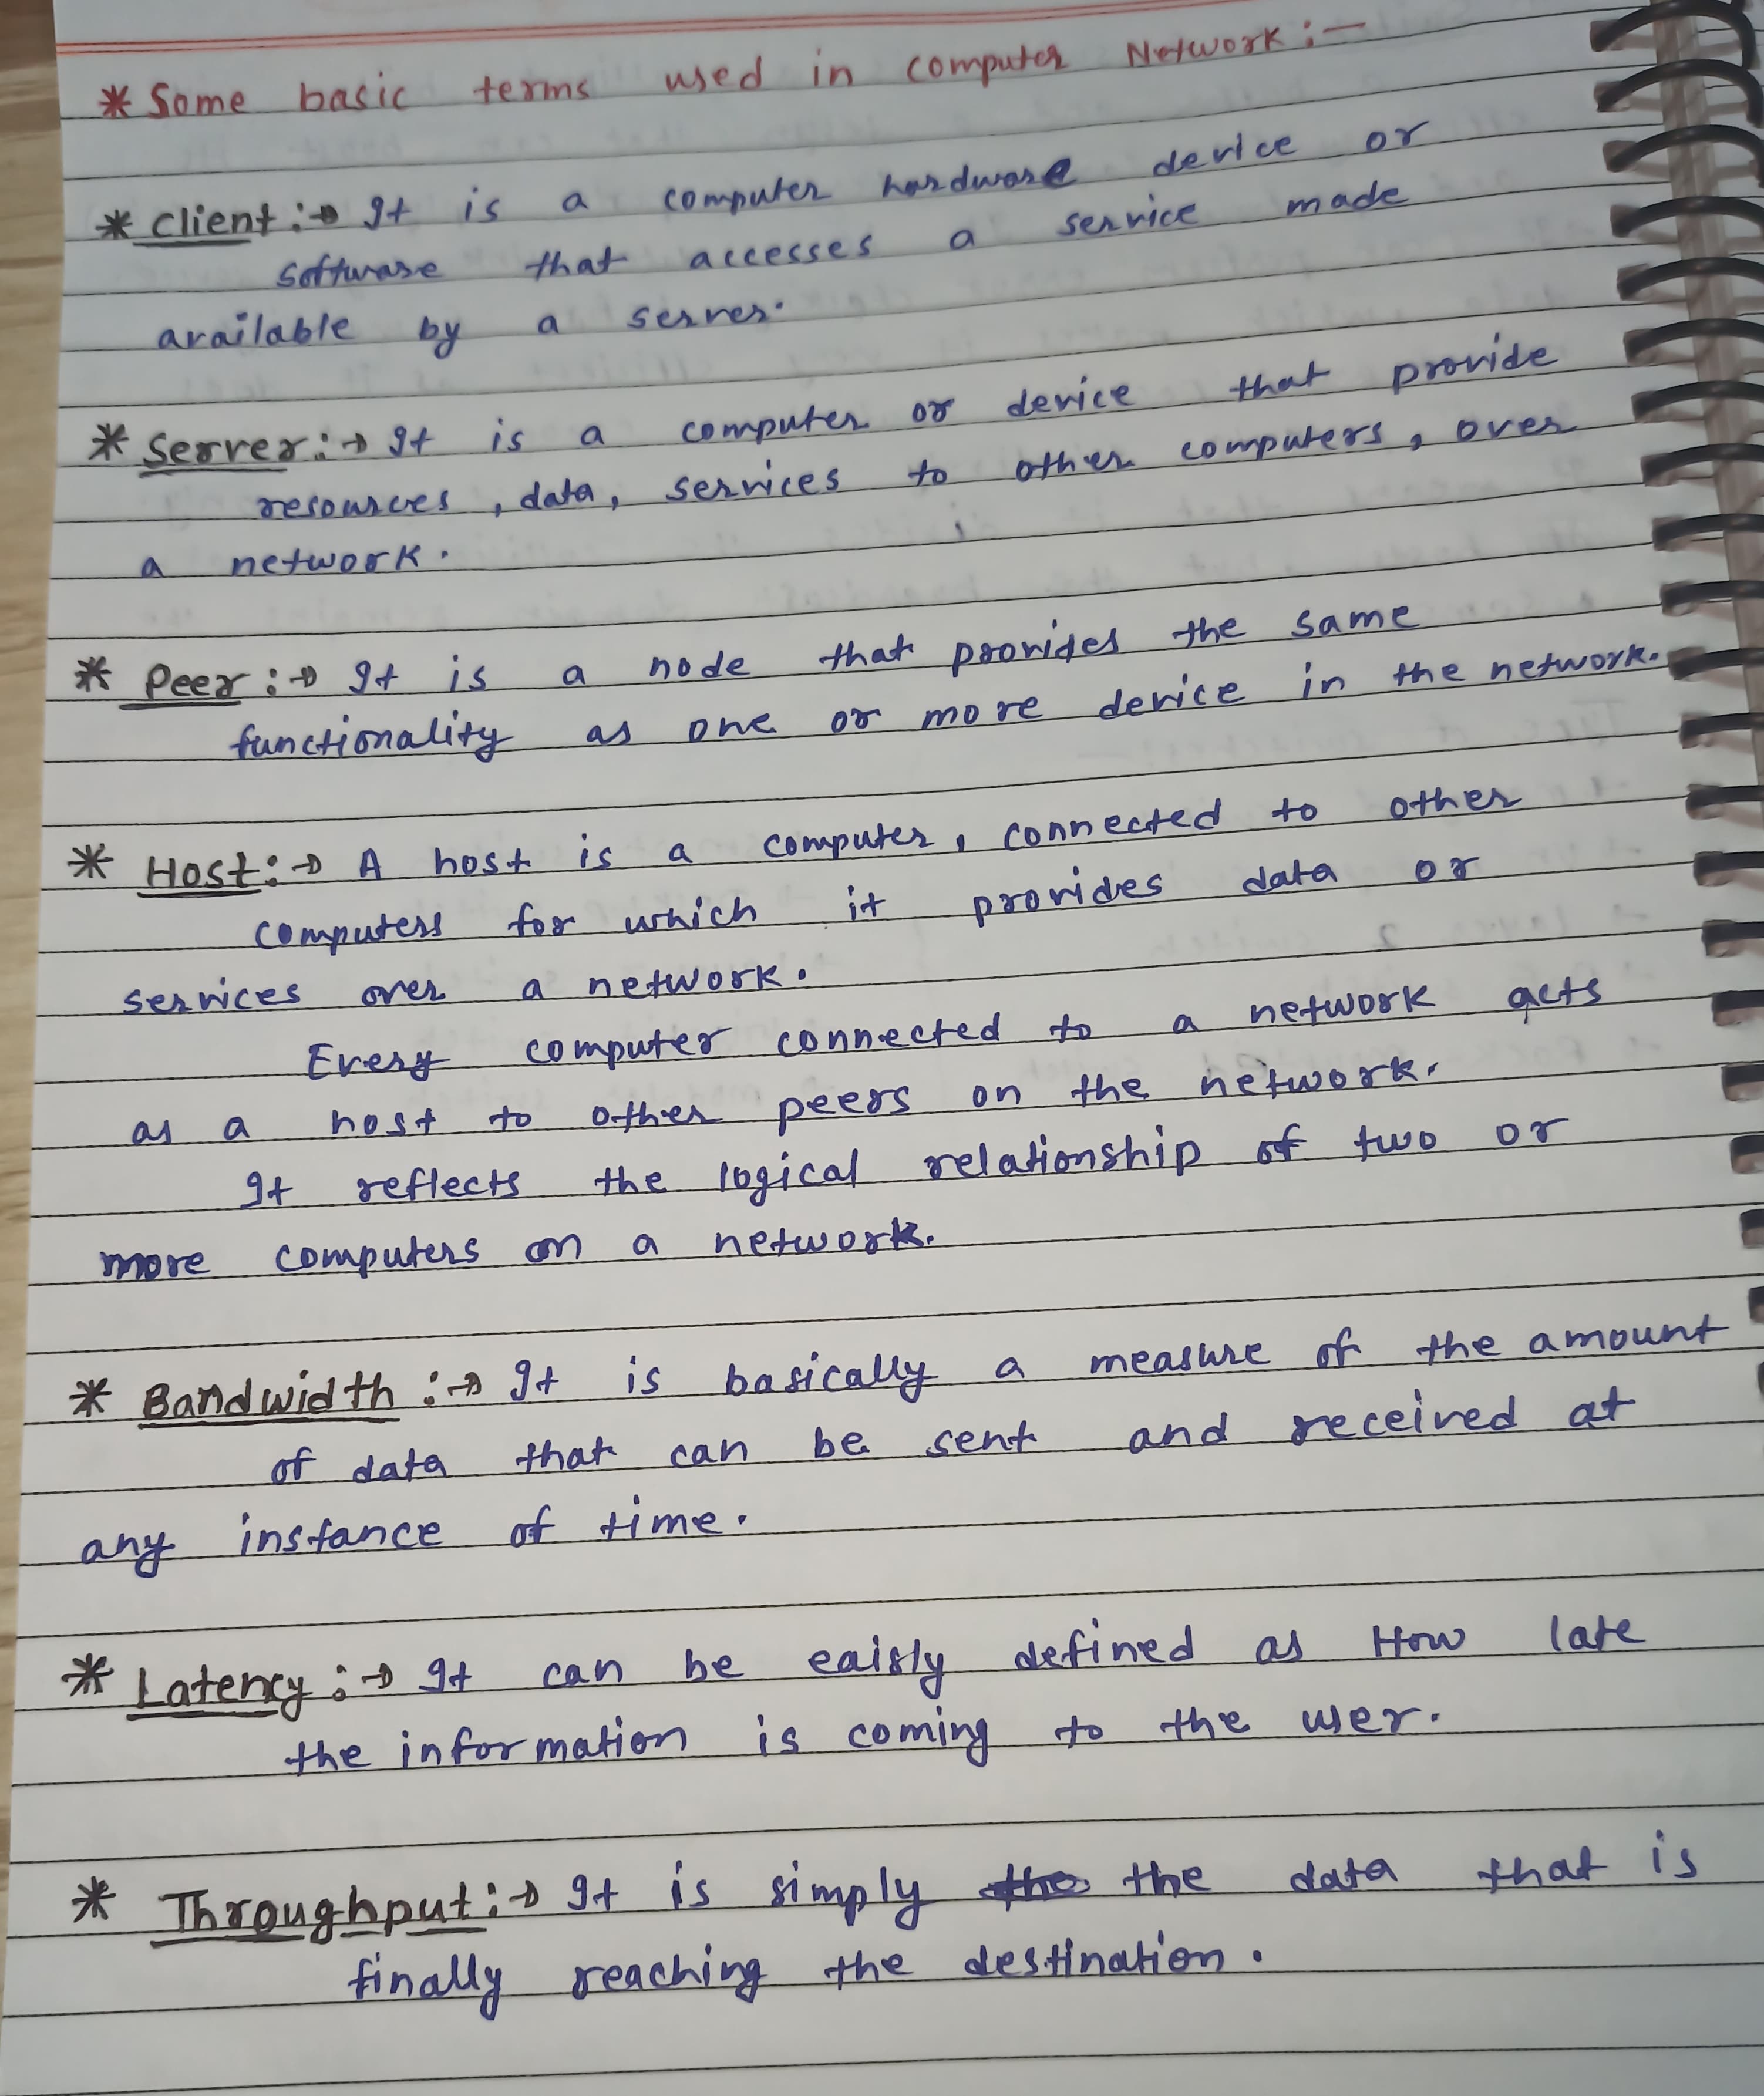 * Some basic terms used in computer Network :-
* Client :→ It is a computer hardware device or
software that accesses a service made
available by a server.
* Server :→ It is a computer or device that provide
resources, data, services to other computers, over
a network.
* Peer :→ It is a node that provides the same
functionality as one or more device in the network.
* Host :→ A host is a computer, connected to other
computers for which it provides data or
services over a network.
Every computer connected to a network acts
as a host to other peers on the network.
It reflects the logical relationship of two or
more computers on a network.
* Bandwidth :→ It is basically a measure of the amount
of data that can be sent and received at
any instance of time.
* Latency :→ It can be eaisly defined as How late
the information is coming to the user.
* Throughput :→ It is simply the the data that is
finally reaching the destination.